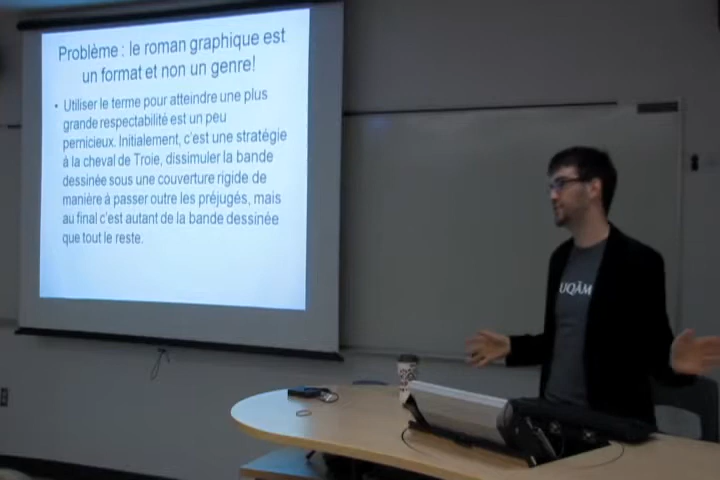 Problème : le roman graphique est
un format et non un genre!
• Utiliser le terme pour atteindre une plus
grande respectabilité est un peu
pernicieux. Initialement, c'est une stratégie
à la cheval de Troie, dissimuler la bande
dessinée sous une couverture rigide de
manière à passer outre les préjugés, mais
au final c'est autant de la bande dessinée
que tout le reste.
UQÀM